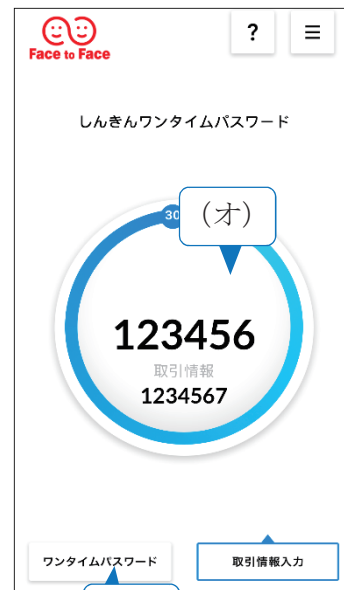 Face to Face
?
しんきんワンタイムパスワード
30
(オ)
123456
取引情報
1234567
ワンタイムパスワード
取引情報入力